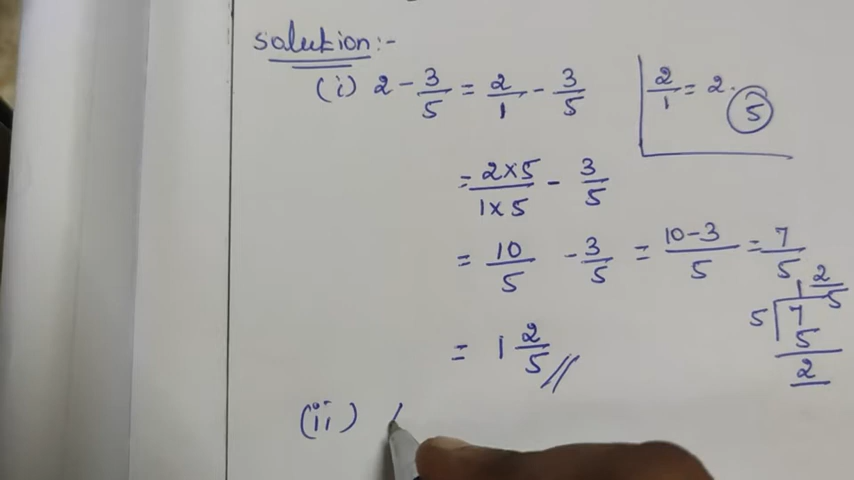 Solution:-
(i) 2 - 3/5 = 2/1 - 3/5
2/1 = 2. 5
= 2×5/1×5 - 3/5
= 10/5 - 3/5 = 10-3/5 = 7/5
1 2/5
5 7
5
2
= 1 2/5 //
(ii)